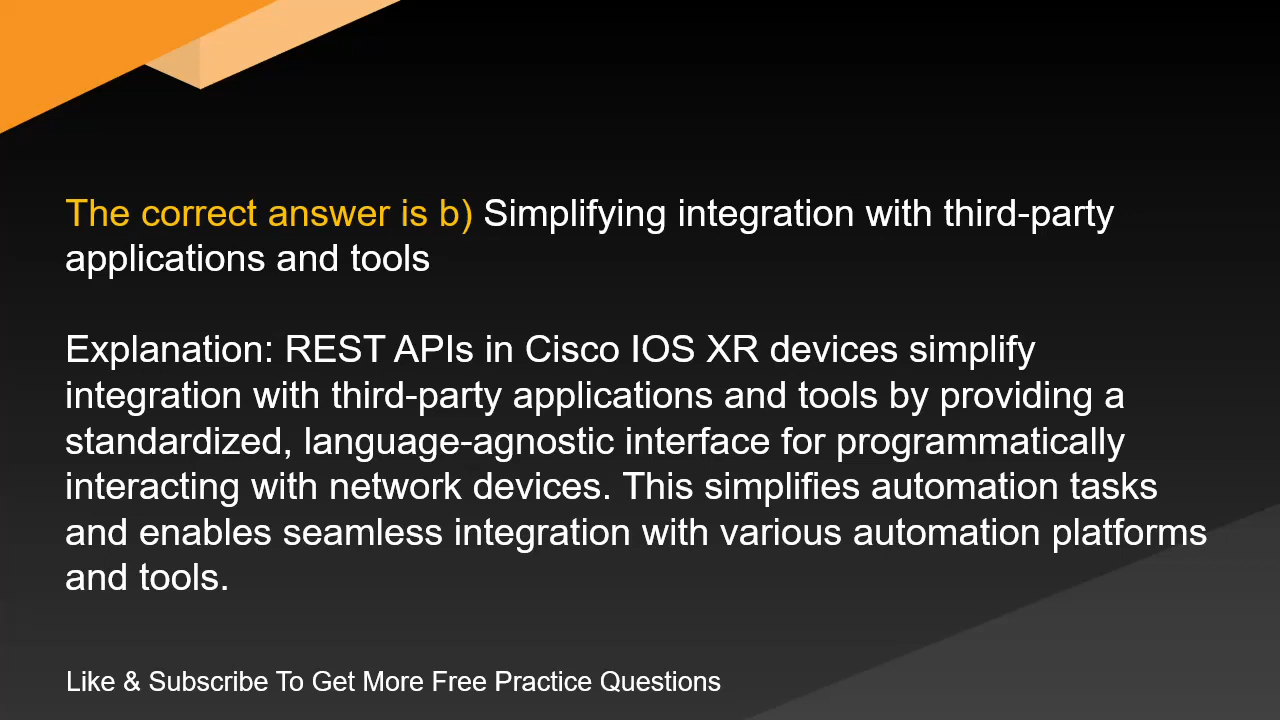 The correct answer is b) Simplifying integration with third-party
applications and tools
Explanation: REST APIs in Cisco IOS XR devices simplify
integration with third-party applications and tools by providing a
standardized, language-agnostic interface for programmatically
interacting with network devices. This simplifies automation tasks
and enables seamless integration with various automation platforms
and tools.
Like & Subscribe To Get More Free Practice Questions